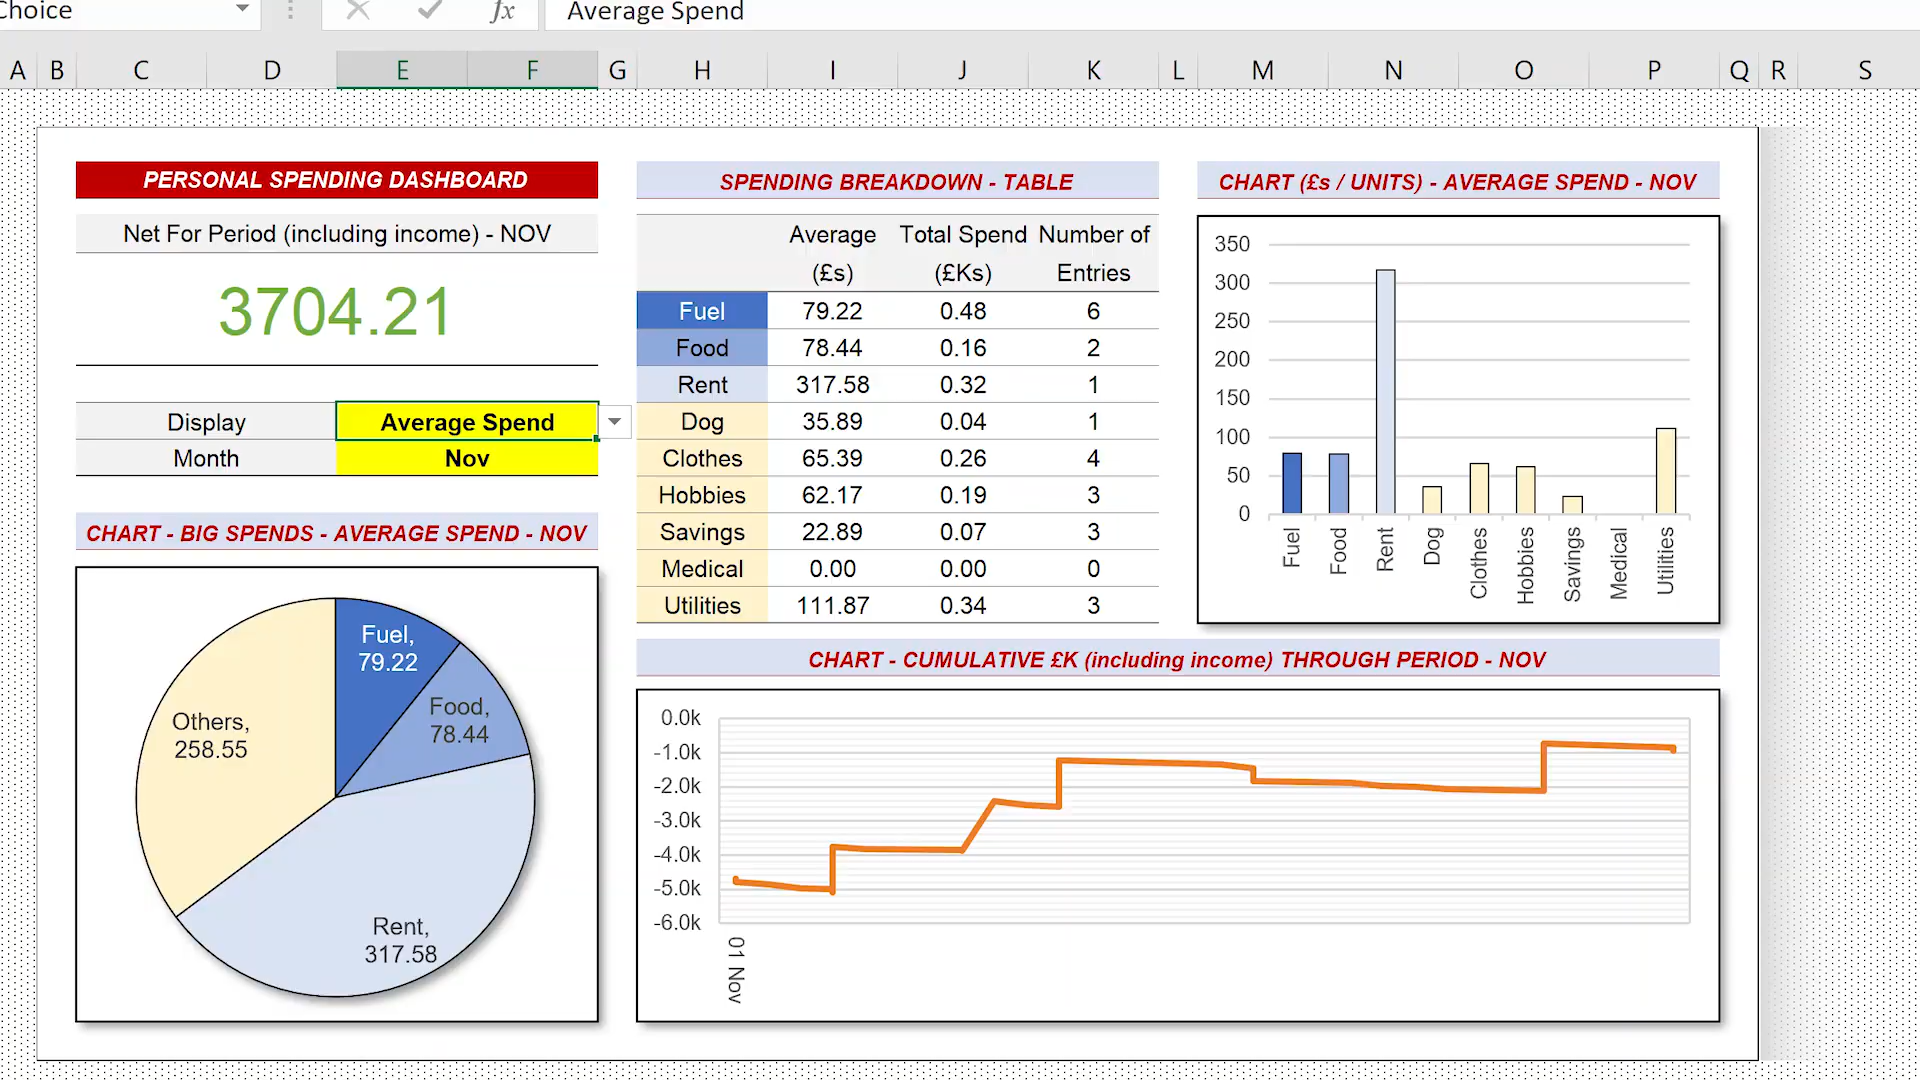 Choice
fx
Average Spend
A B C D E F G H I J K L M N O P Q R S
PERSONAL SPENDING DASHBOARD
Net For Period (including income) - NOV
3704.21
Display Average Spend
Month Nov
CHART - BIG SPENDS - AVERAGE SPEND - NOV
Fuel,
79.22
Food,
78.44
Others,
258.55
Rent,
317.58
SPENDING BREAKDOWN - TABLE
Average Total Spend Number of
(£s) (£Ks) Entries
Fuel 79.22 0.48 6
Food 78.44 0.16 2
Rent 317.58 0.32 1
Dog 35.89 0.04 1
Clothes 65.39 0.26 4
Hobbies 62.17 0.19 3
Savings 22.89 0.07 3
Medical 0.00 0.00 0
Utilities 111.87 0.34 3
CHART (£s / UNITS) - AVERAGE SPEND - NOV
350
300
250
200
150
100
50
0
Fuel
Food
Rent
Dog
Clothes
Hobbies
Savings
Medical
Utilities
CHART - CUMULATIVE £K (including income) THROUGH PERIOD - NOV
0.0k
-1.0k
-2.0k
-3.0k
-4.0k
-5.0k
-6.0k
01 Nov